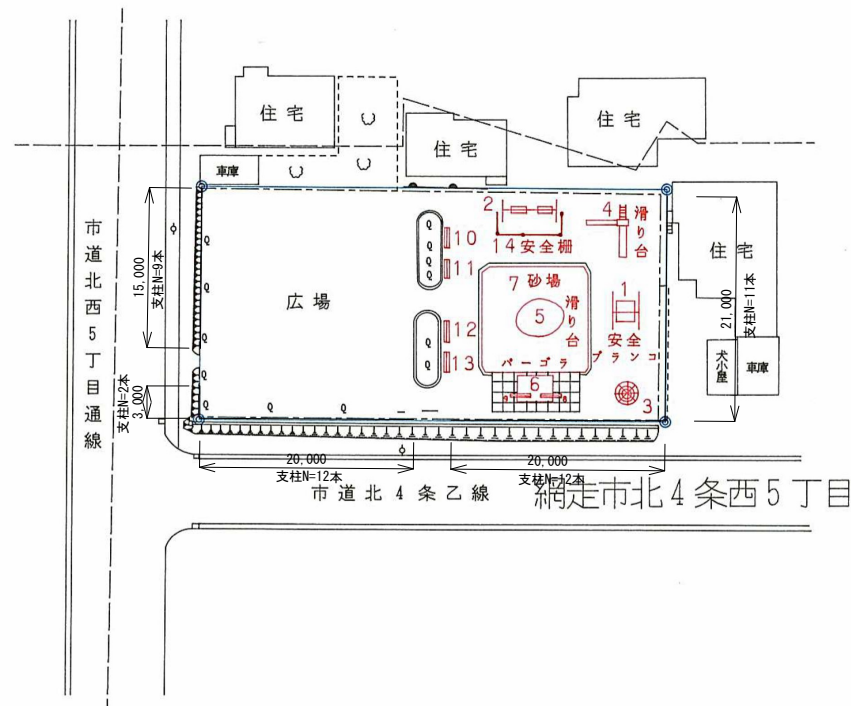 住宅
住宅
住宅
車庫
住宅
市道北西5丁目通線
15,000
支柱N=9本
支柱N=2本
3,000
広場
2
14安全柵
4
滑り台
10
11
12
13
7 砂場
5
滑り台
1
安全ブランコ
パーゴラ
6
9
8
3
21,000
支柱N=11本
犬小屋
車庫
20,000
支柱N=12本
20,000
支柱N=12本
市道北4条乙線
網走市北4条西5丁目
Q
Q
Q
Q
Q
Q
Q
Q
Q
Q
Q
Q